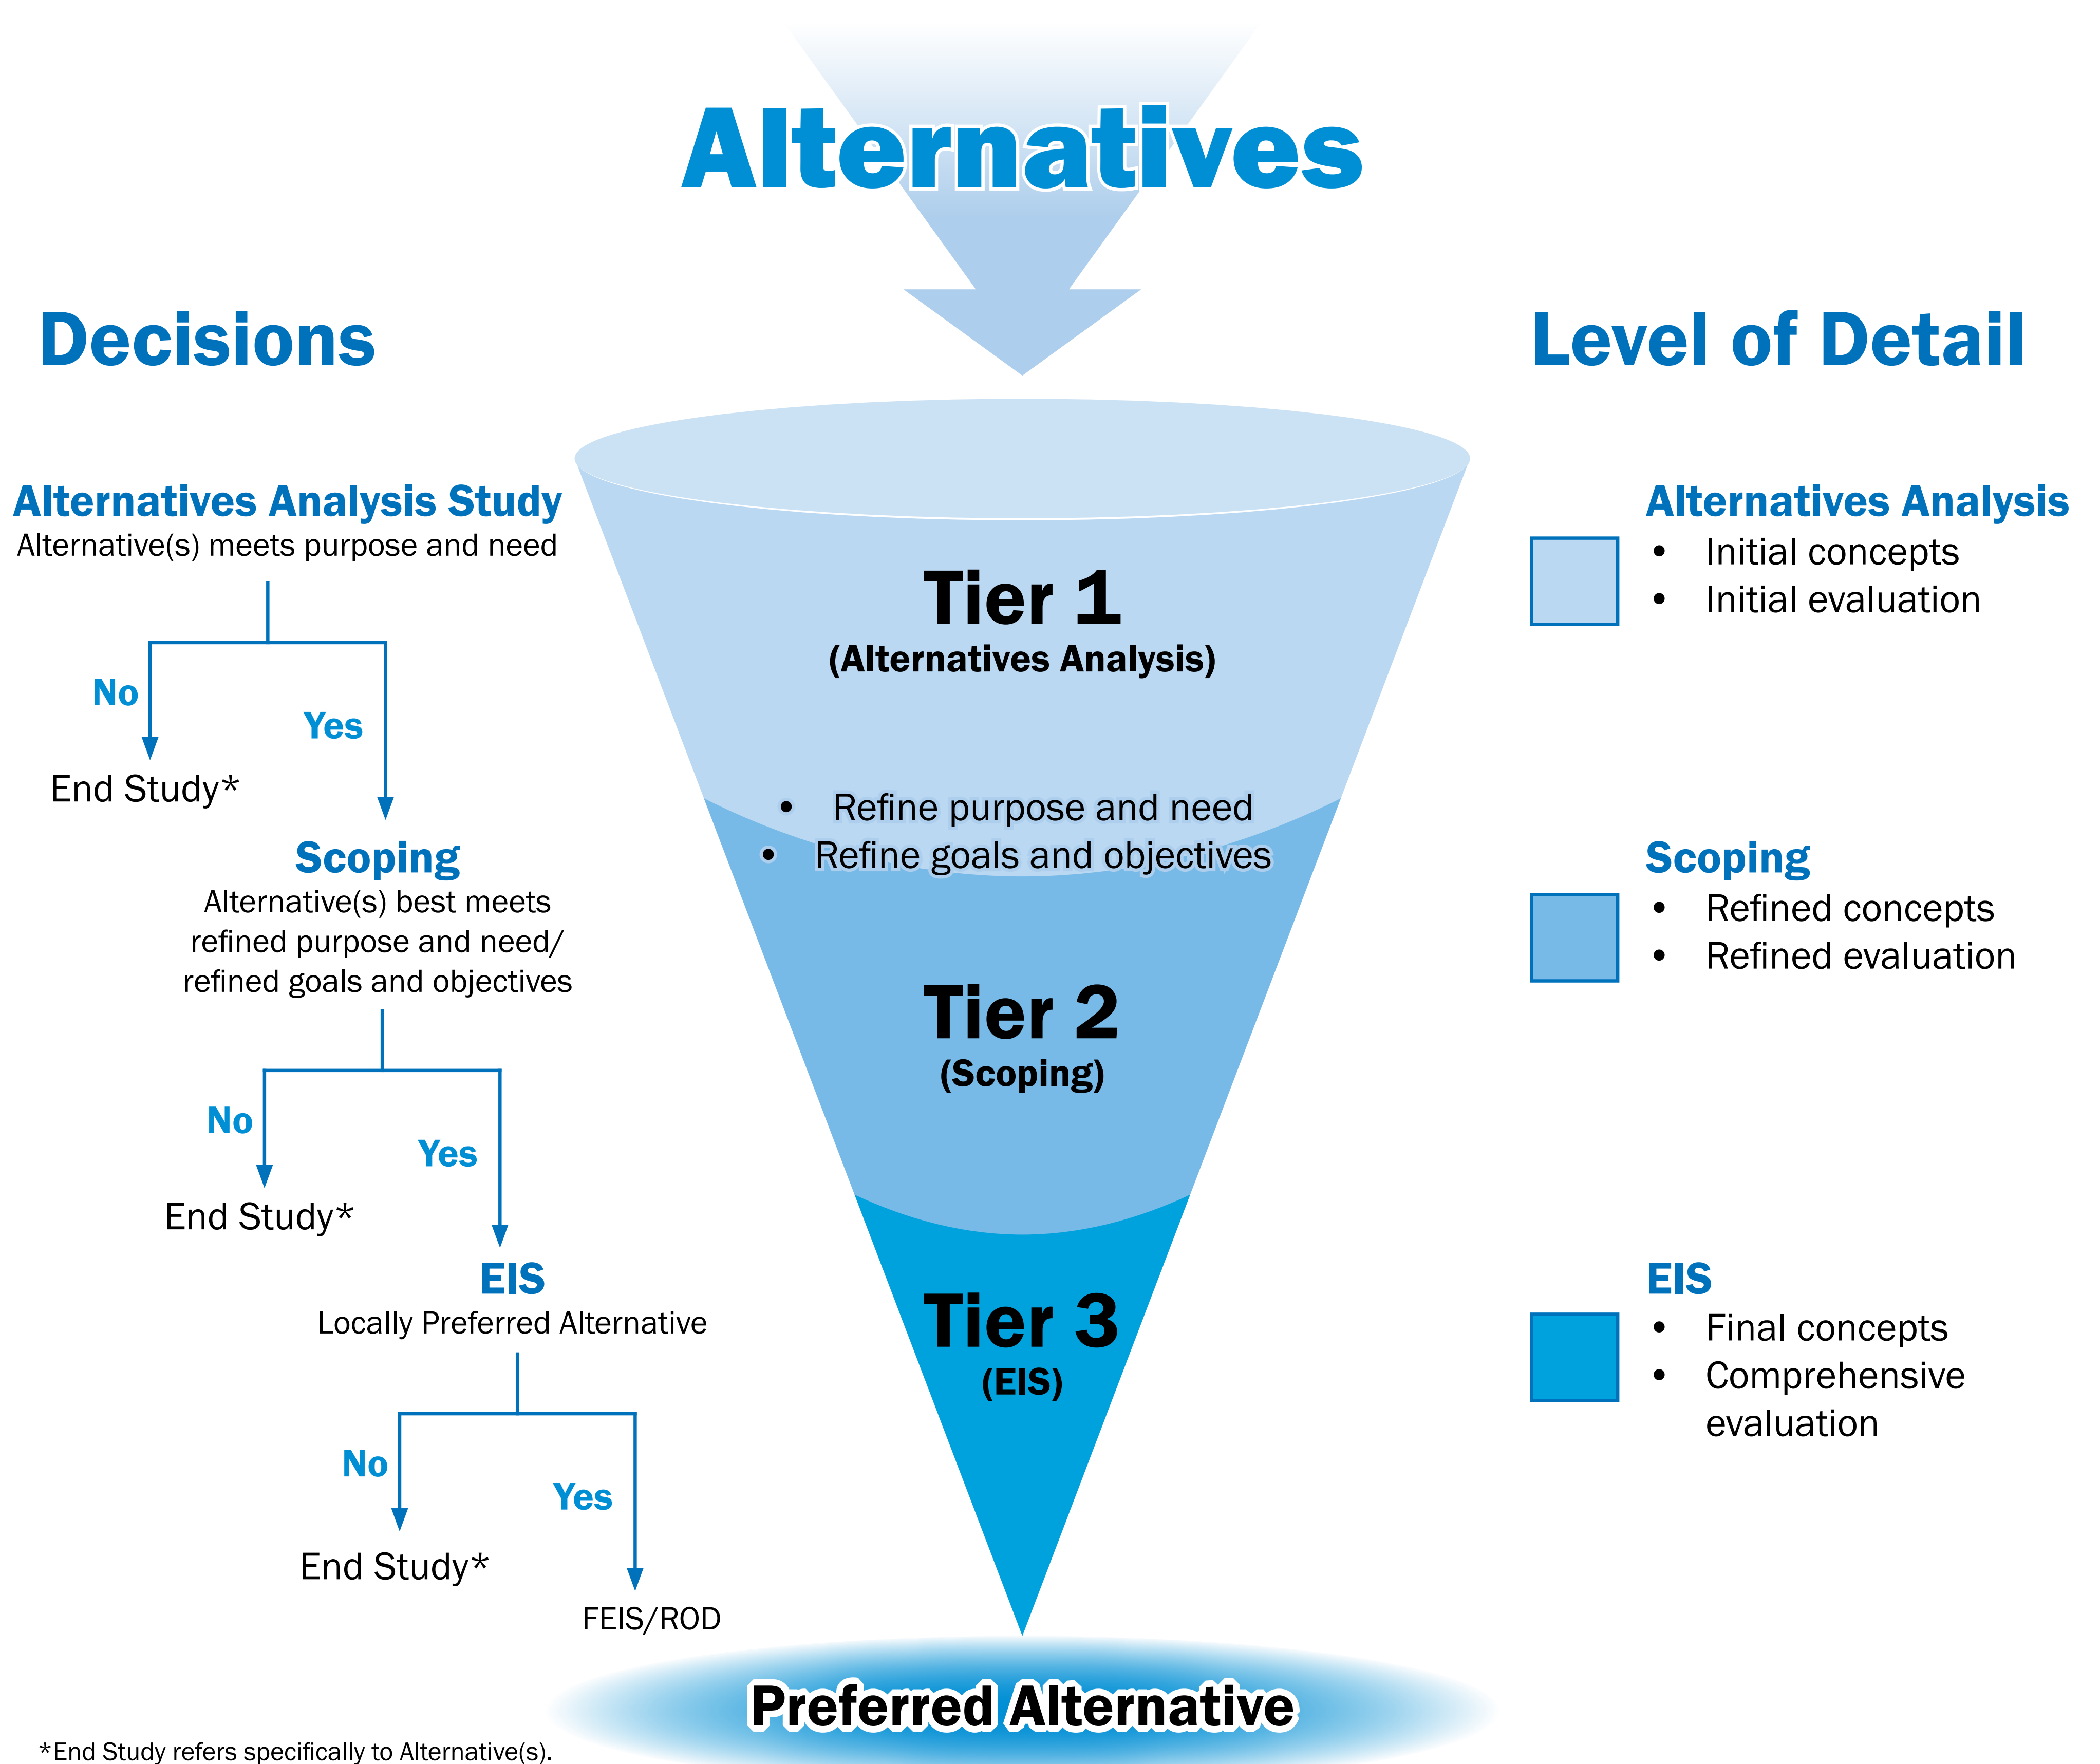 Alternatives
Decisions
Alternatives Analysis Study
Alternative(s) meets purpose and need
No
Yes
End Study*
Scoping
Alternative(s) best meets
refined purpose and need/
refined goals and objectives
No
Yes
End Study*
EIS
Locally Preferred Alternative
No
Yes
End Study*
FEIS/ROD
Tier 1
(Alternatives Analysis)
• Refine purpose and need
• Refine goals and objectives
Tier 2
(Scoping)
Tier 3
(EIS)
Preferred Alternative
Level of Detail
Alternatives Analysis
• Initial concepts
• Initial evaluation
Scoping
• Refined concepts
• Refined evaluation
EIS
• Final concepts
• Comprehensive
evaluation
*End Study refers specifically to Alternative(s).